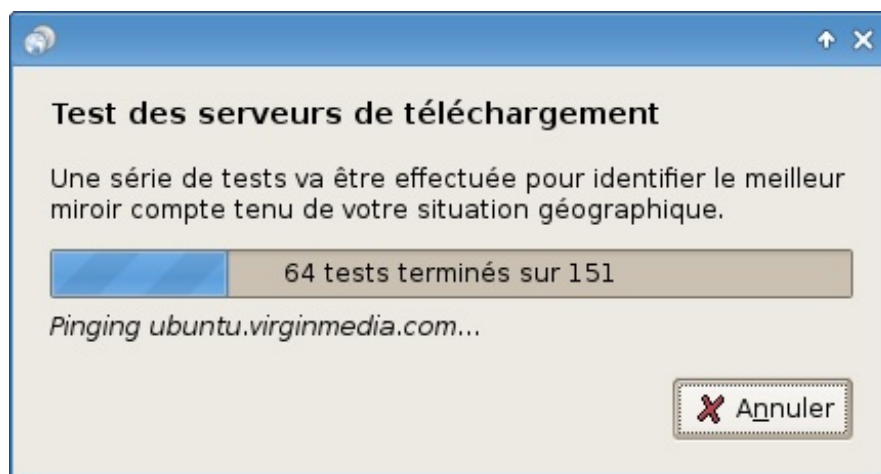 Test des serveurs de téléchargement
Une série de tests va être effectuée pour identifier le meilleur
miroir compte tenu de votre situation géographique.
64 tests terminés sur 151
Pinging ubuntu.virginmedia.com...
Annuler